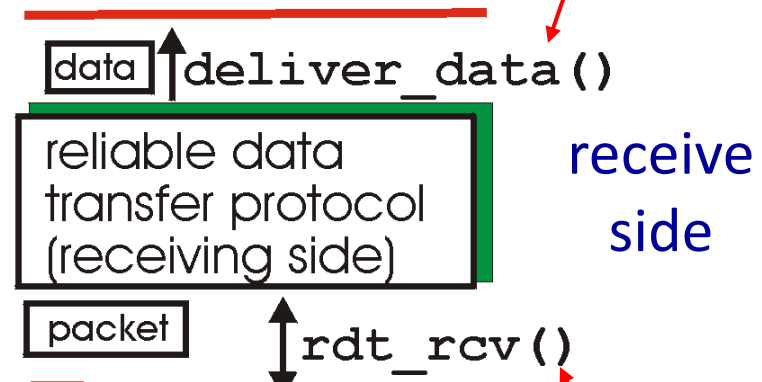 data deliver_data()
reliable data
transfer protocol
(receiving side)
receive
side
packet
rdt_rcv()